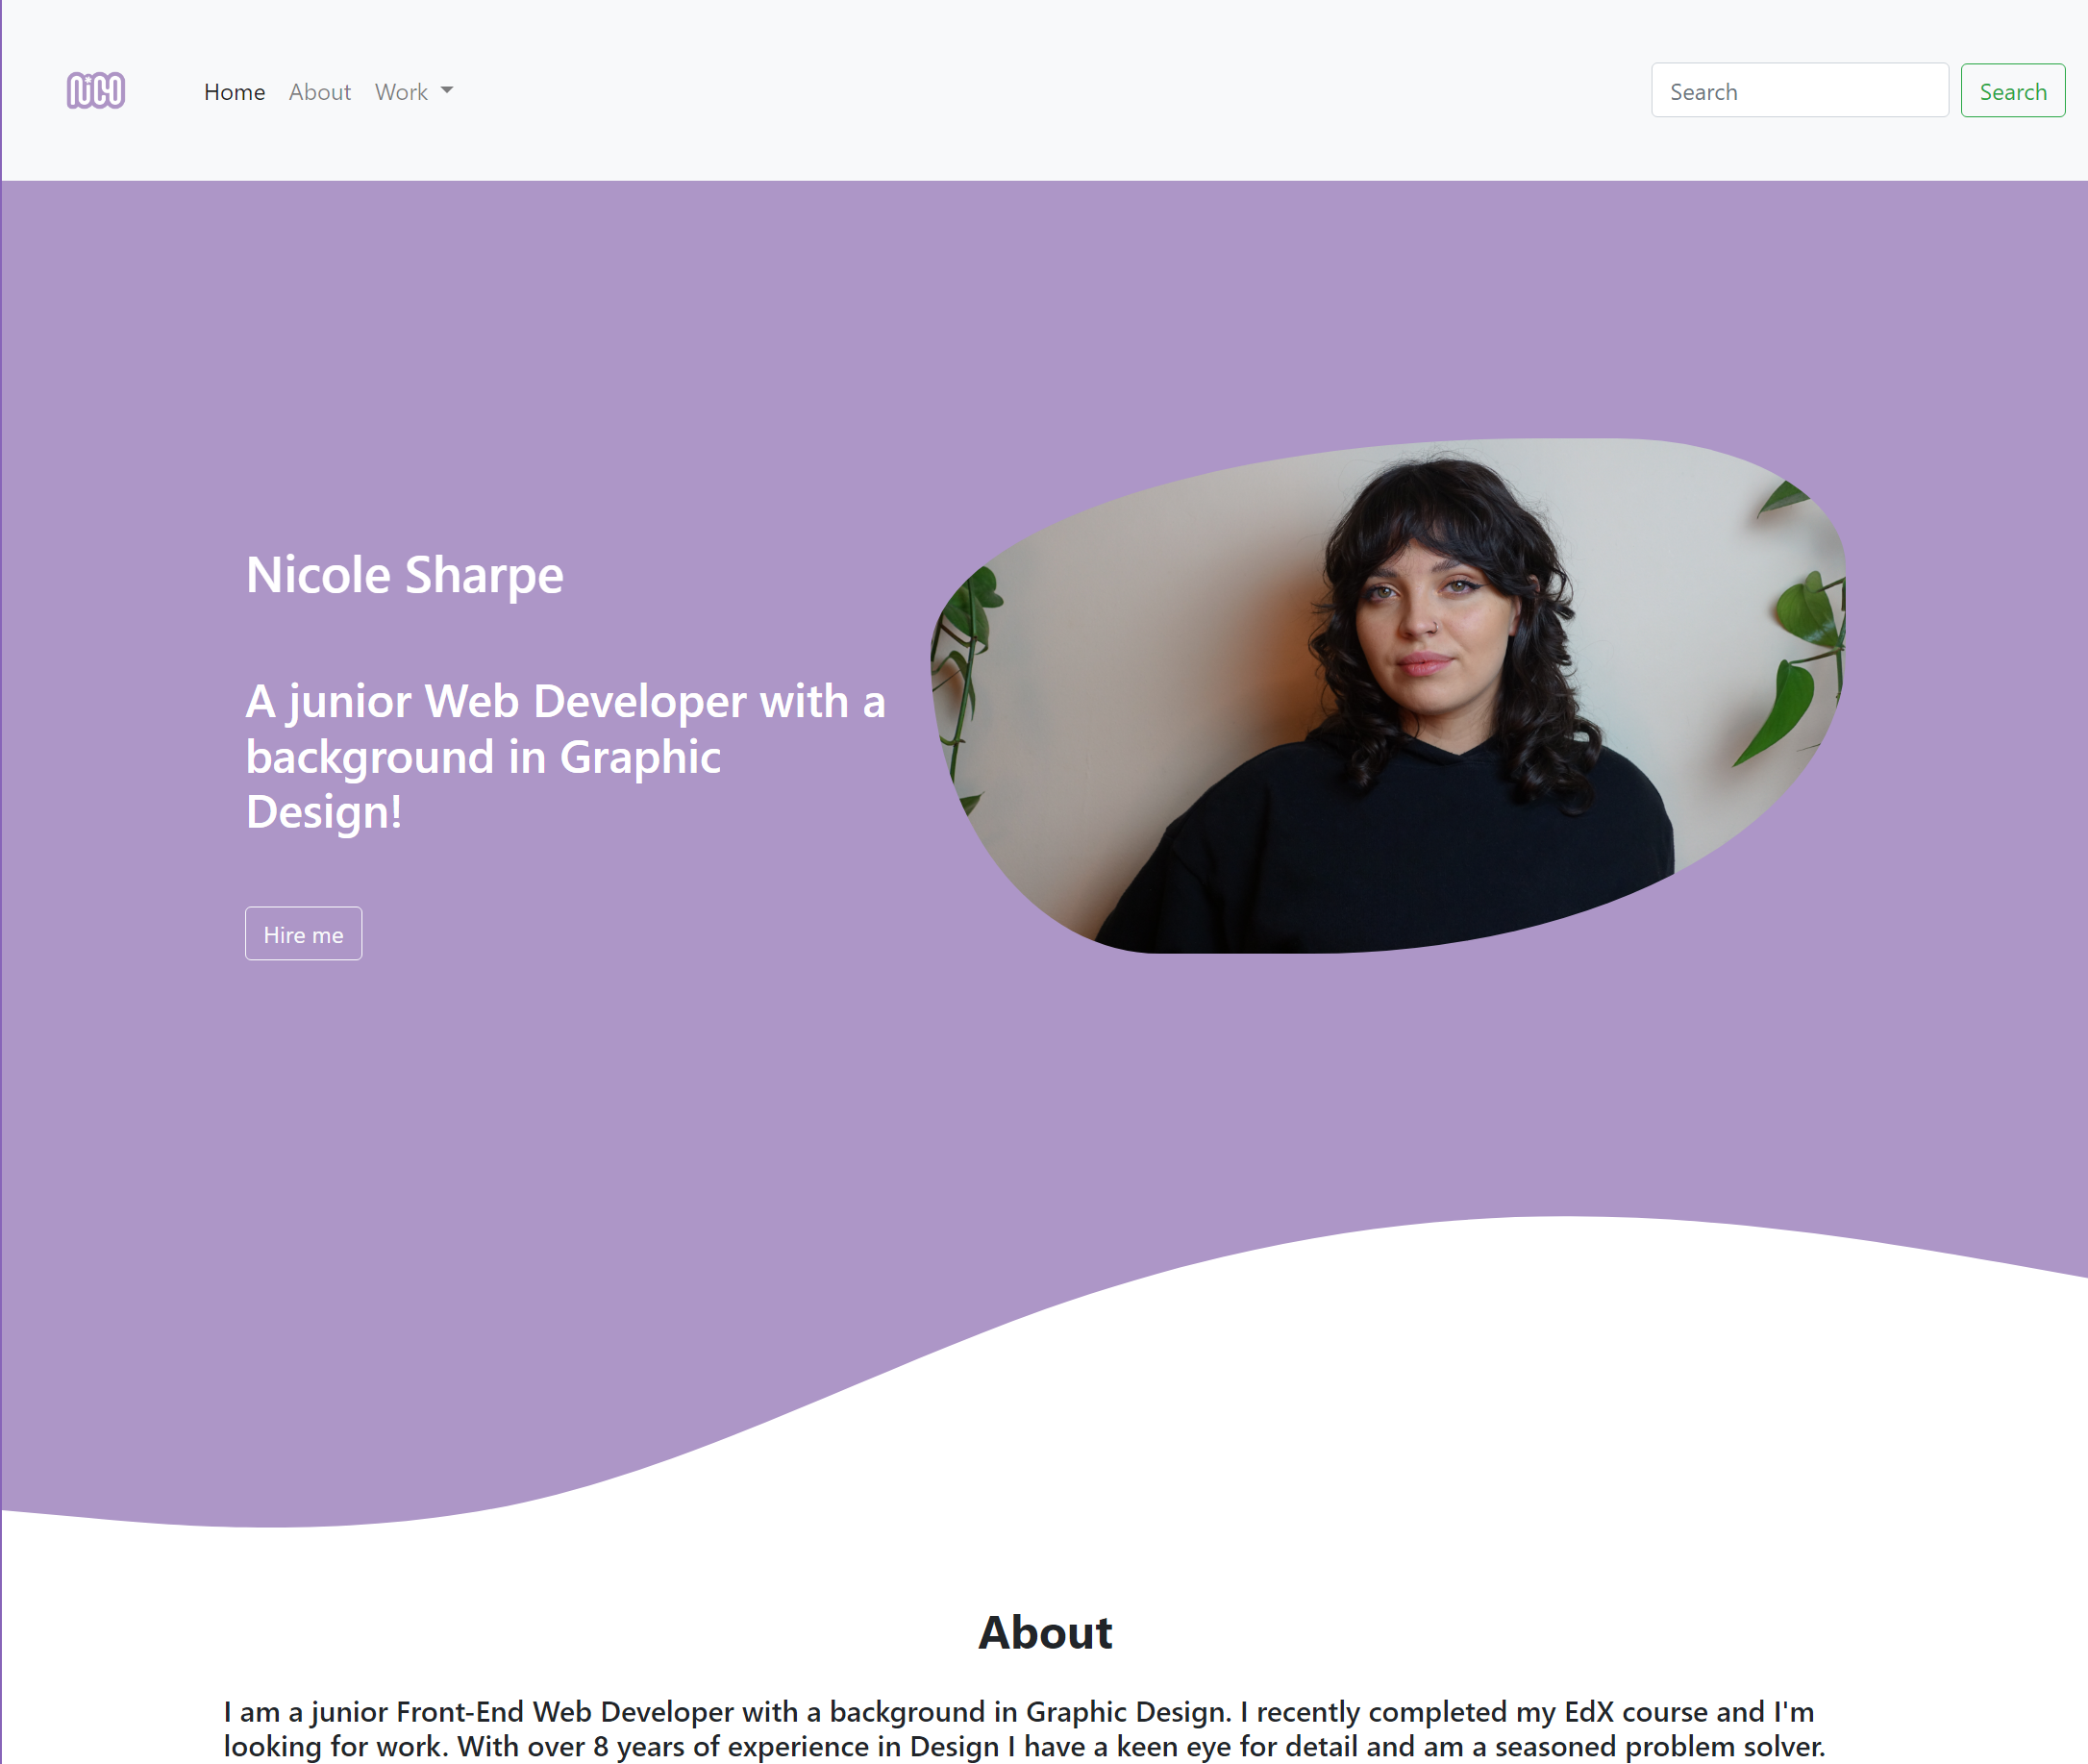 NiCO
Home About Work
Search Search
Nicole Sharpe
A junior Web Developer with a
background in Graphic
Design!
Hire me
About
I am a junior Front-End Web Developer with a background in Graphic Design. I recently completed my EdX course and I'm
looking for work. With over 8 years of experience in Design I have a keen eye for detail and am a seasoned problem solver.